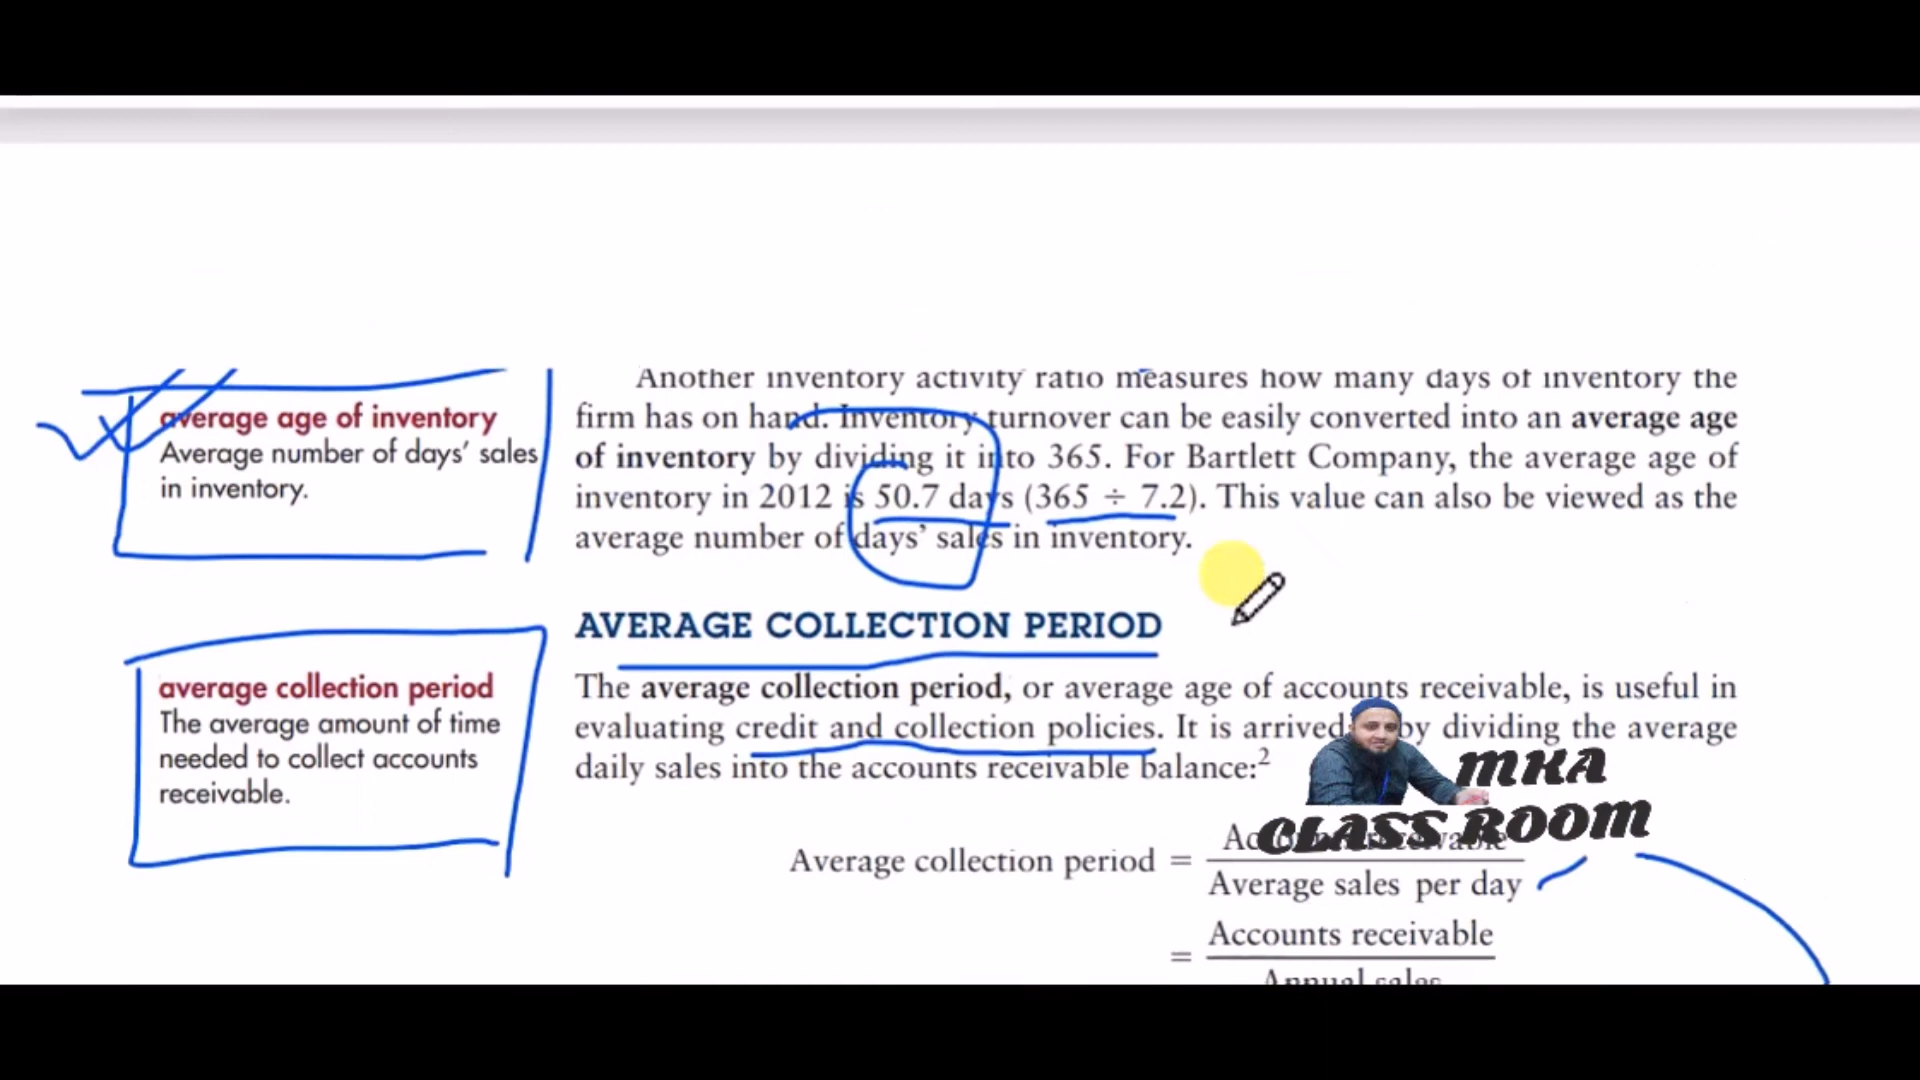 average age of inventory
Average number of days’ sales
in inventory.
Another inventory activity ratio measures how many days of inventory the
firm has on hand. Inventory turnover can be easily converted into an average age
of inventory by dividing it into 365. For Bartlett Company, the average age of
inventory in 2012 is 50.7 days (365 ÷ 7.2). This value can also be viewed as the
average number of days’ sales in inventory.
AVERAGE COLLECTION PERIOD
average collection period
The average amount of time
needed to collect accounts
receivable.
The average collection period, or average age of accounts receivable, is useful in
evaluating credit and collection policies. It is arrived by dividing the average
daily sales into the accounts receivable balance:2
MKA
CLASS ROOM
Average collection period =
Average sales per day
= Accounts receivable
Annual sales